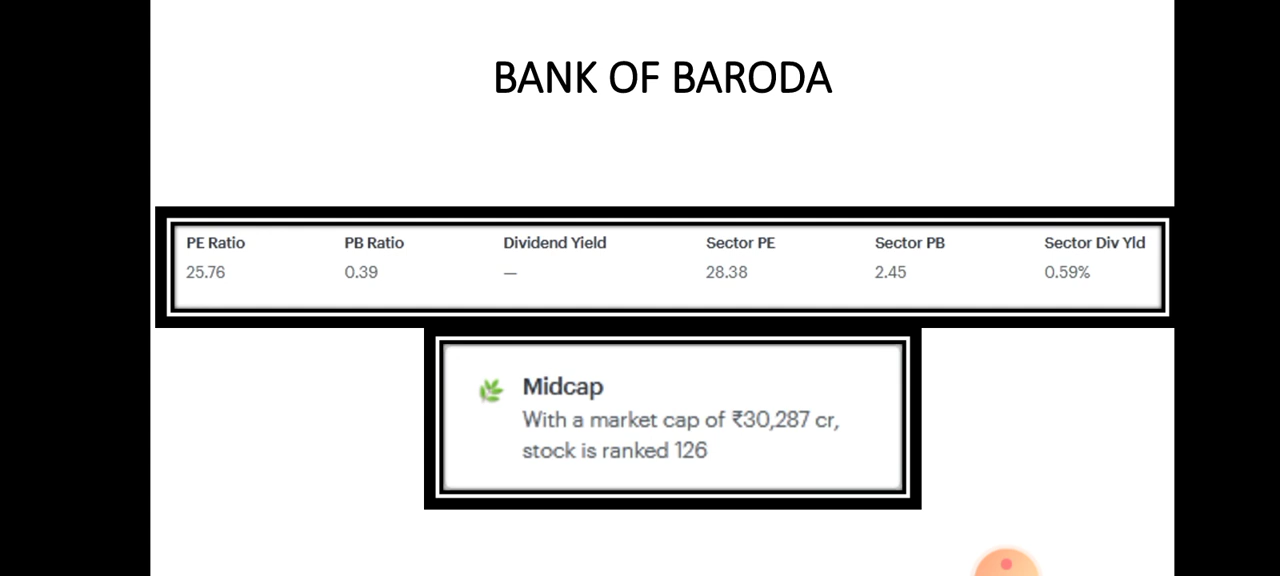 BANK OF BARODA
PE Ratio PB Ratio Dividend Yield Sector PE Sector PB Sector Div Yld
25.76 0.39 — 28.38 2.45 0.59%
Midcap
With a market cap of ₹30,287 cr,
stock is ranked 126